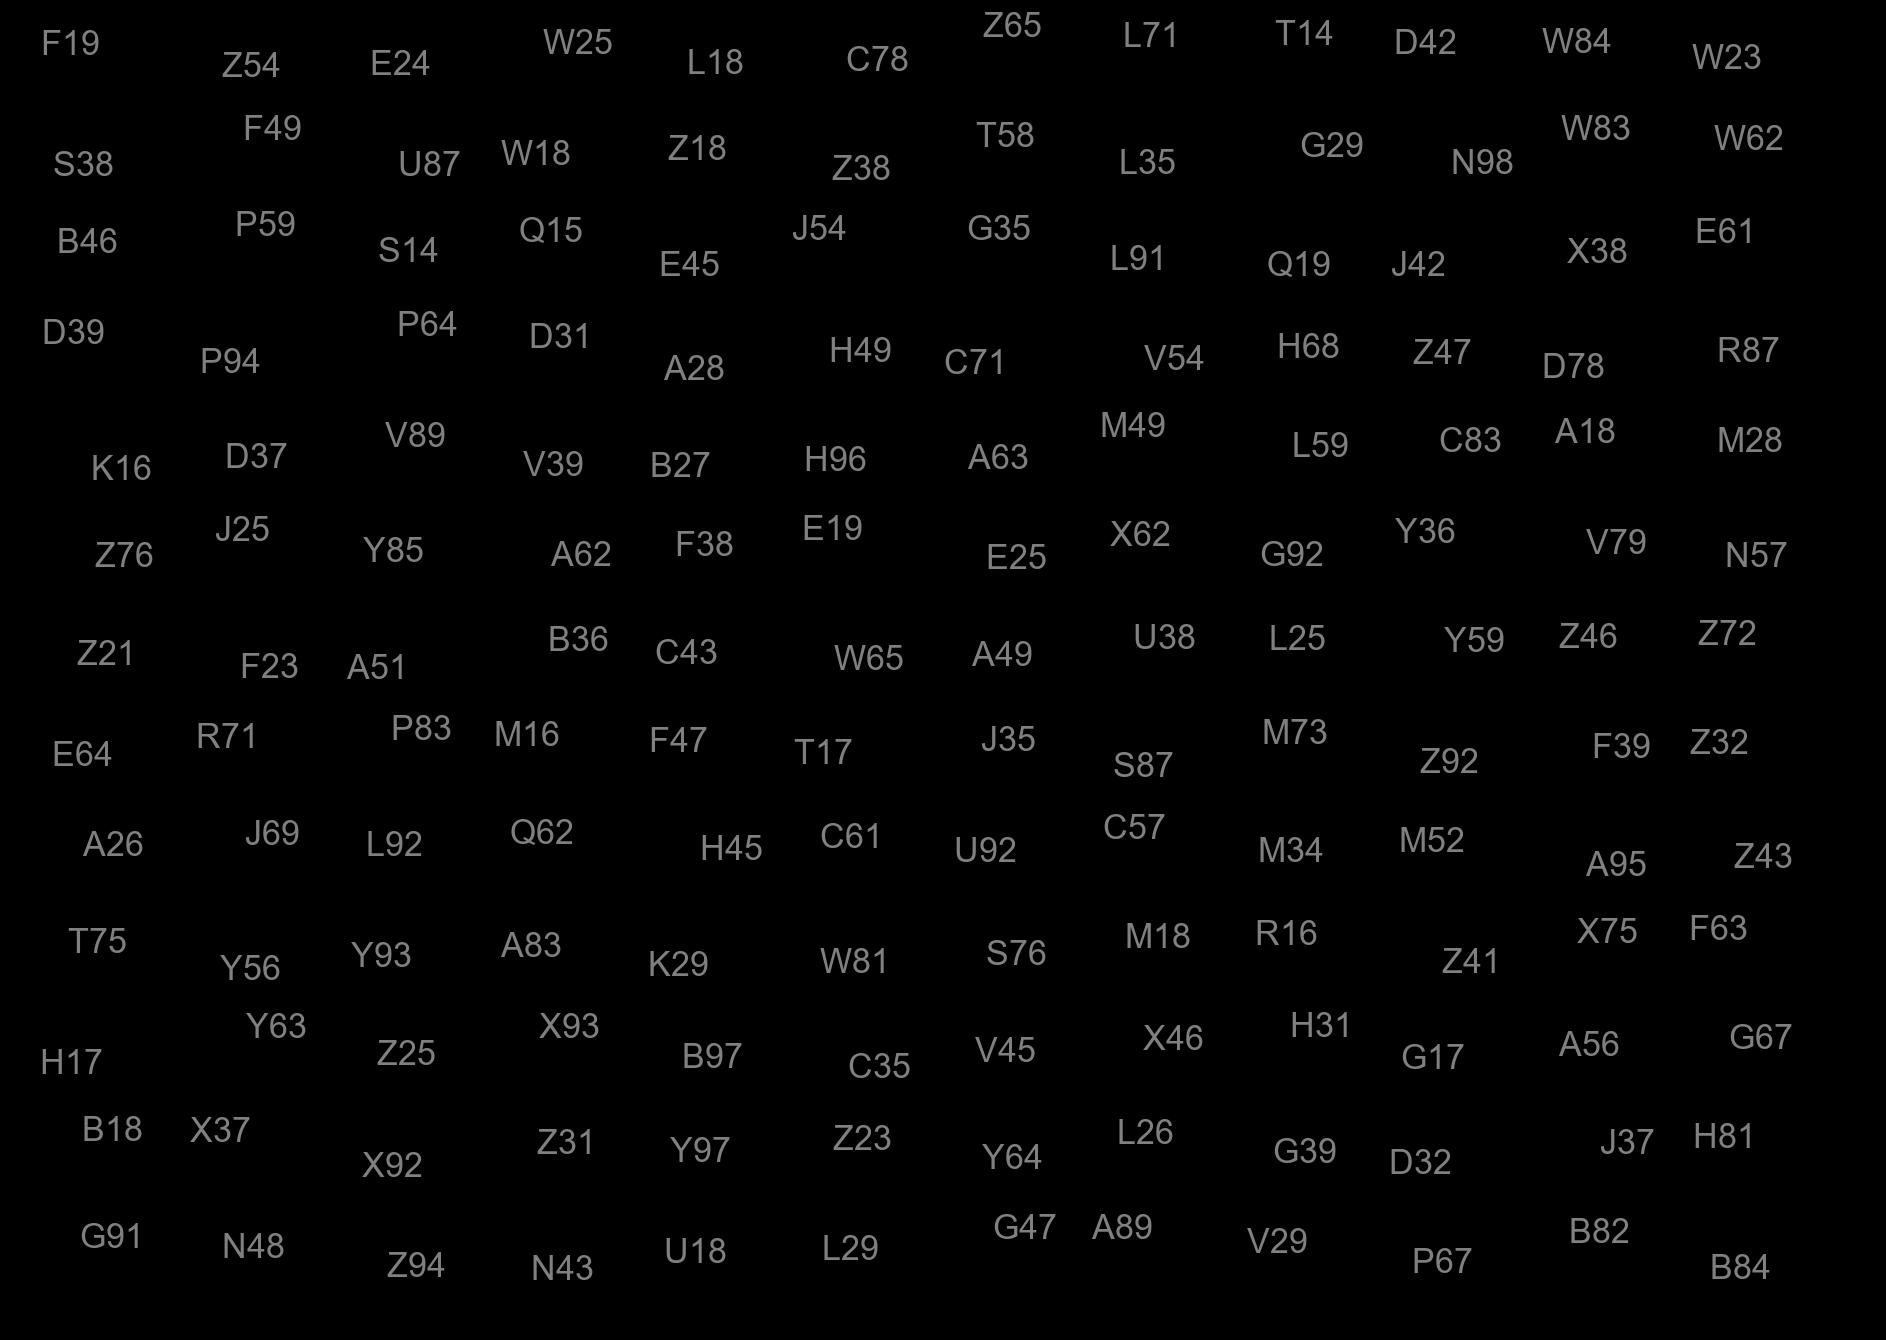 F19 Z54 E24 W25 L18 C78 Z65 L71 T14 D42 W84 W23
S38 F49 U87 W18 Z18 Z38 T58 L35 G29 N98 W83 W62
B46 P59 S14 Q15 E45 J54 G35 L91 Q19 J42 X38 E61
D39 P94 P64 D31 A28 H49 C71 V54 H68 Z47 D78 R87
K16 D37 V89 V39 B27 H96 A63 M49 L59 C83 A18 M28
Z76 J25 Y85 A62 F38 E19 E25 X62 G92 Y36 V79 N57
Z21 F23 A51 B36 C43 W65 A49 U38 L25 Y59 Z46 Z72
E64 R71 P83 M16 F47 T17 J35 S87 M73 Z92 F39 Z32
A26 J69 L92 Q62 H45 C61 U92 C57 M34 M52 A95 Z43
T75 Y56 Y93 A83 K29 W81 S76 M18 R16 Z41 X75 F63
H17 Y63 Z25 X93 B97 C35 V45 X46 H31 G17 A56 G67
B18 X37 X92 Z31 Y97 Z23 Y64 L26 G39 D32 J37 H81
G91 N48 Z94 N43 U18 L29 G47 A89 V29 P67 B82 B84